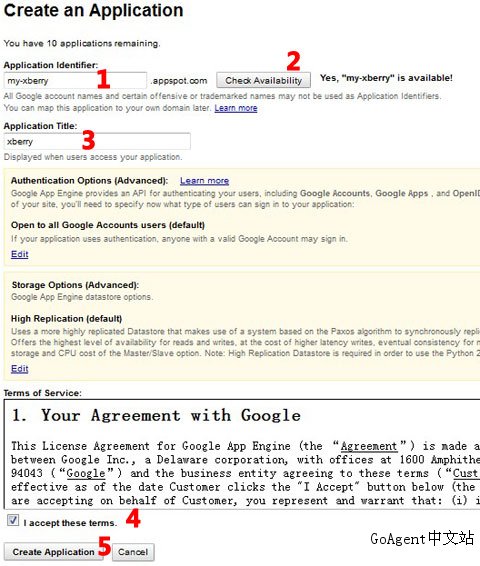 Create an Application
You have 10 applications remaining.
Application Identifier:
my-xberry
1
.appspot.com
Check Availability
2
Yes, "my-xberry" is available!
All Google account names and certain offensive or trademarked names may not be used as Application Identifiers.
You can map this application to your own domain later. Learn more
Application Title:
xberry
3
Displayed when users access your application.
Authentication Options (Advanced): Learn more
Google App Engine provides an API for authenticating your users, including Google Accounts, Google Apps , and OpenID
of your site, you'll need to specify now what type of users can sign in to your application:
Open to all Google Accounts users (default)
If your application uses authentication, anyone with a valid Google Account may sign in.
Edit
Storage Options (Advanced):
Google App Engine datastore options.
High Replication (default)
Uses a more highly replicated Datastore that makes use of a system based on the Paxos algorithm to synchronously
Offers the highest level of availability for reads and writes, at the cost of higher latency writes, eventual consistency for
storage and CPU cost of the Master/Slave option. Note: High Replication Datastore is required in order to use the Python 2
Edit
Terms of Service:
1. Your Agreement with Google
This License Agreement for Google App Engine (the “Agreement”) is made a
between Google Inc., a Delaware corporation, with offices at 1600 Amphithe
94043 (“Google”) and the business entity agreeing to these terms (“Cust
effective as of the date Customer clicks the "I Accept" button below (the
are accepting on behalf of Customer, you represent and warrant that: (i)
I accept these terms.
4
Create Application
5
Cancel
GoAgent中文站